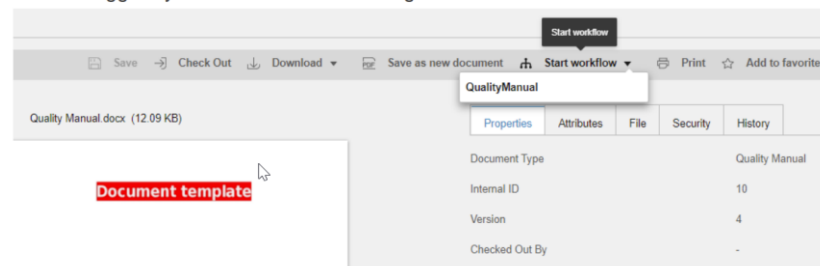 Start workflow
Save Check Out Download Save as new document Start workflow Print Add to favorite
QualityManual
Quality Manual.docx (12.09 KB)
Properties Attributes File Security History
Document template
Document Type Quality Manual
Internal ID 10
Version 4
Checked Out By -